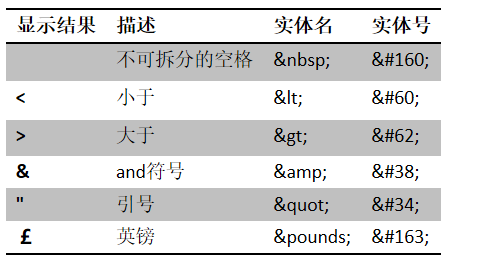 显示结果 描述 实体名 实体号
不可拆分的空格 &nbsp; &#160;
< 小于 &lt; &#60;
> 大于 &gt; &#62;
& and符号 &amp; &#38;
" 引号 &quot; &#34;
£ 英镑 &pounds; &#163;